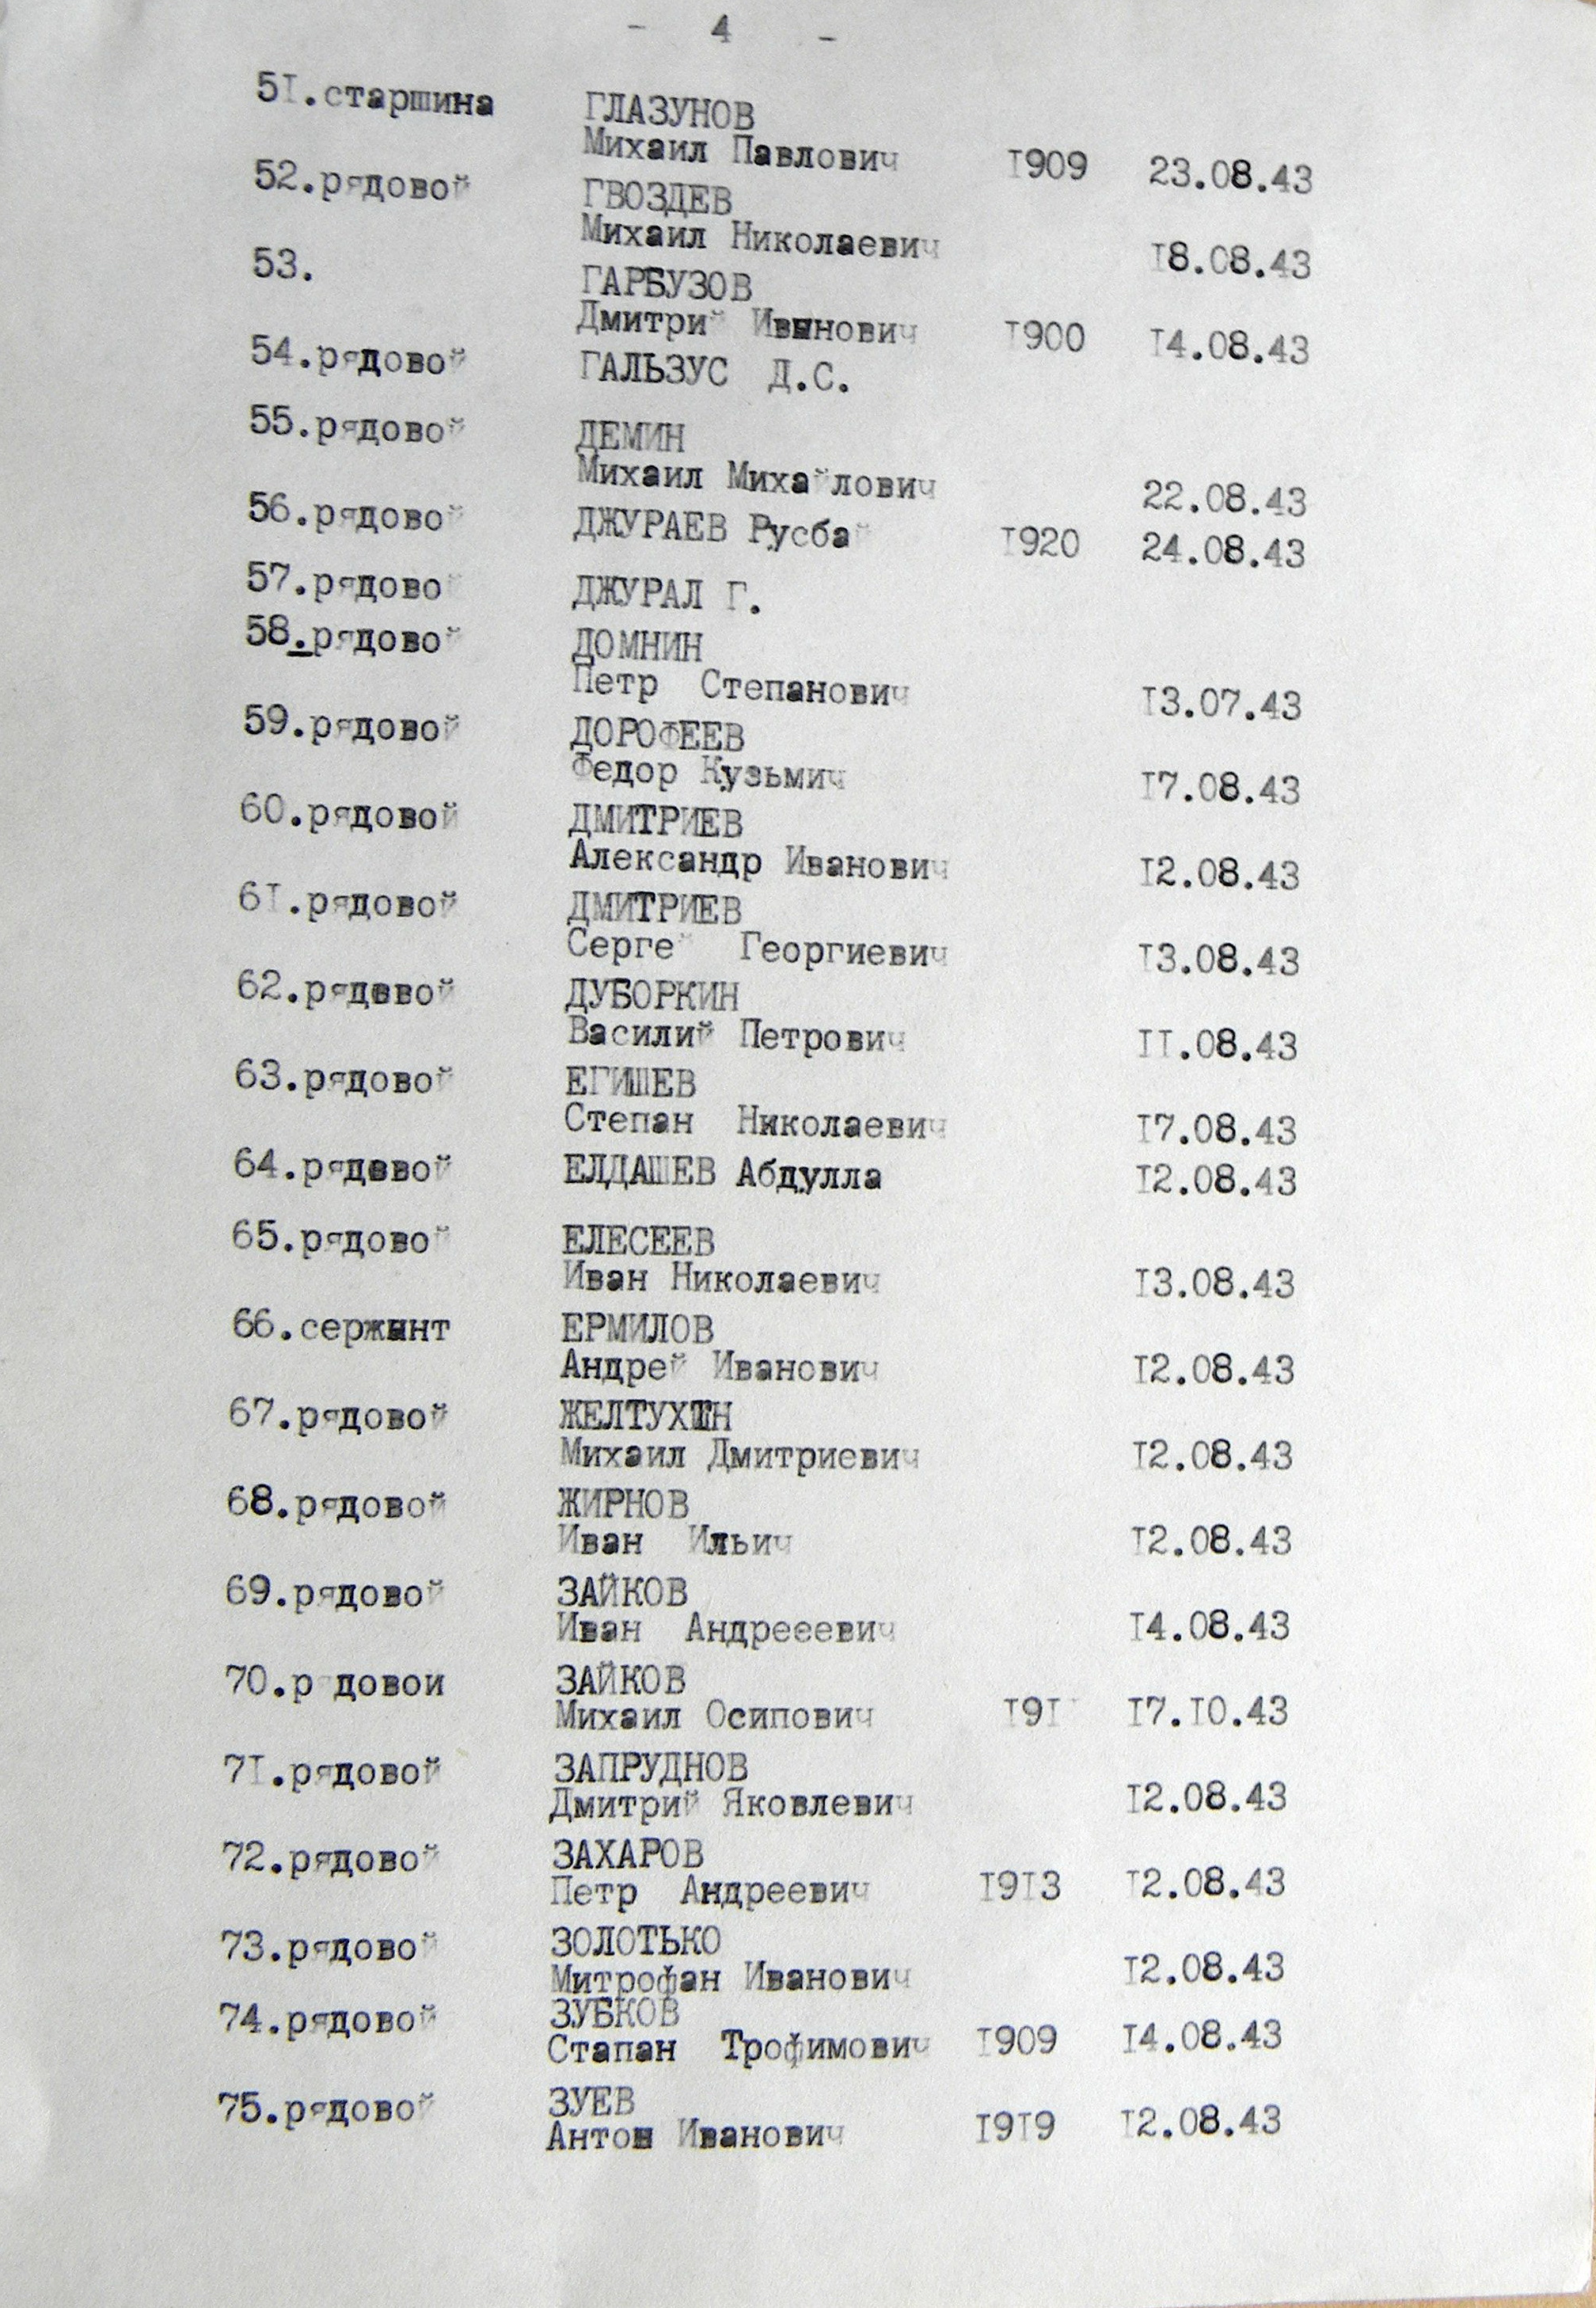 - 4 -
51.старшина ГЛАЗУНОВ
Михаил Павлович 1909 23.08.43
52.рядовой ГВОЗДЕВ
Михаил Николаевич 18.08.43
53. ГАРБУЗОВ
Дмитрий Иванович 1900 14.08.43
54.рядовой ГАЛЬЗУС Д.С.
55.рядовой ДЕМИН
Михаил Михайлович 22.08.43
56.рядовой ДЖУРАЕВ Русбай 1920 24.08.43
57.рядовой ДЖУРАЛ Г.
58.рядовой ДОМНИН
Петр Степанович 13.07.43
59.рядовой ДОРОФЕЕВ
Федор Кузьмич 17.08.43
60.рядовой ДМИТРИЕВ
Александр Иванович 12.08.43
61.рядовой ДМИТРИЕВ
Сергей Георгиевич 13.08.43
62.рядовой ДУБОРКИН
Василий Петрович 11.08.43
63.рядовой ЕГИШЕВ
Степан Николаевич 17.08.43
64.рядовой ЕЛДАШЕВ Абдулла 12.08.43
65.рядовой ЕЛЕСЕЕВ
Иван Николаевич 13.08.43
66.сержант ЕРМИЛОВ
Андрей Иванович 12.08.43
67.рядовой ЖЕЛТУХИН
Михаил Дмитриевич 12.08.43
68.рядовой ЖИРНОВ
Иван Ильич 12.08.43
69.рядовой ЗАЙКОВ
Иван Андрееевич 14.08.43
70.рядовои ЗАЙКОВ
Михаил Осипович 1911 17.10.43
71.рядовой ЗАПРУДНОВ
Дмитрий Яковлевич 12.08.43
72.рядовой ЗАХАРОВ
Петр Андреевич 1913 12.08.43
73.рядовой ЗОЛОТЬКО
Митрофан Иванович 12.08.43
74.рядовой ЗУБКОВ
Стапан Трофимович 1909 14.08.43
75.рядовой ЗУЕВ
Антон Иванович 1919 12.08.43